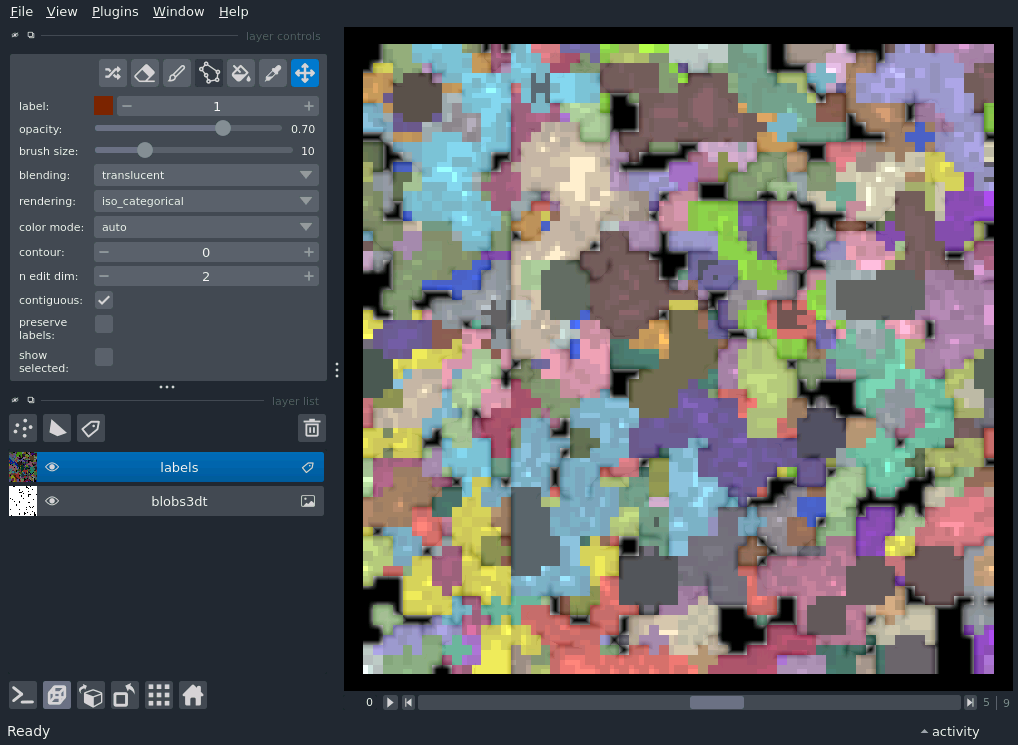 File View Plugins Window Help
layer controls
label: 1
opacity: 0.70
brush size: 10
blending: translucent
rendering: iso_categorical
color mode: auto
contour: 0
n edit dim: 2
contiguous:
preserve
labels:
show
selected:
layer list
labels
blobs3dt
0 5 | 9
Ready activity